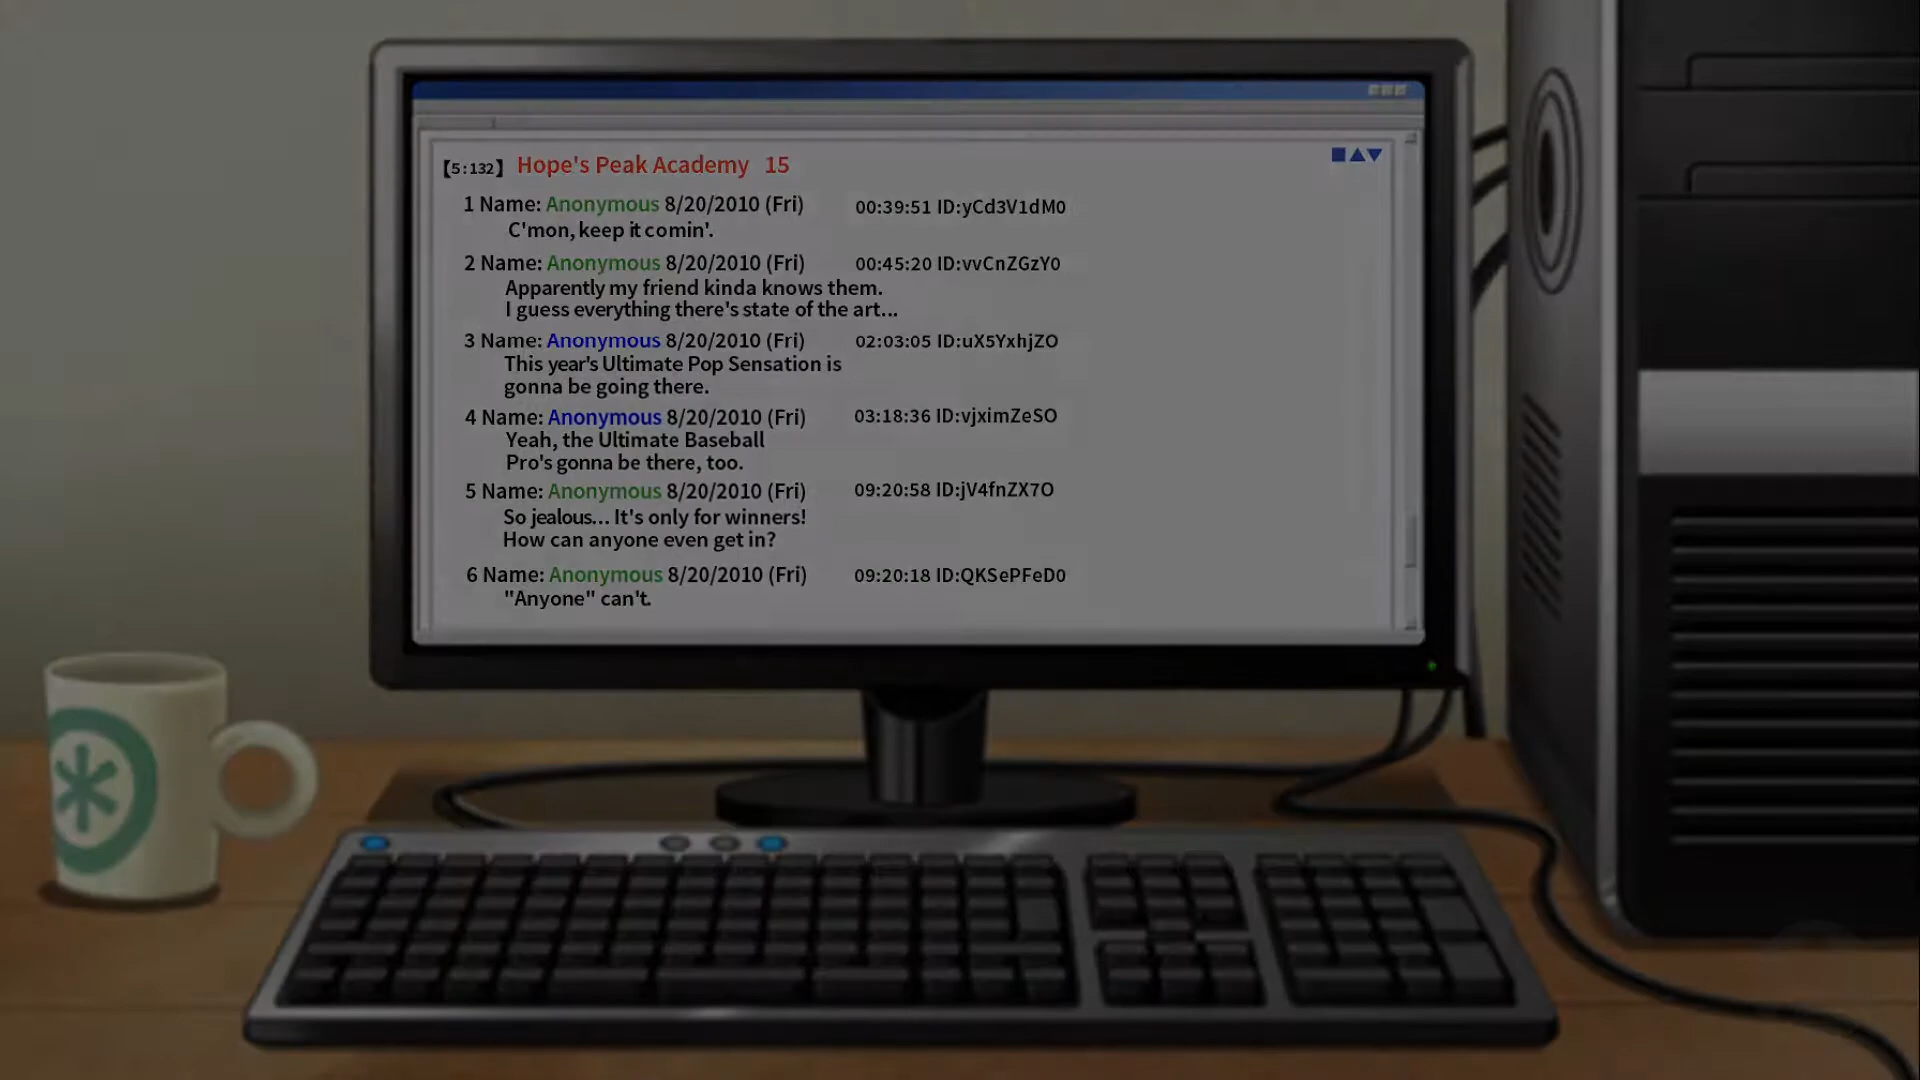 【5:132】 Hope's Peak Academy 15 ■▲▼
1 Name: Anonymous 8/20/2010 (Fri) 00:39:51 ID:yCd3V1dM0
C'mon, keep it comin'.
2 Name: Anonymous 8/20/2010 (Fri) 00:45:20 ID:vvCnZGzY0
Apparently my friend kinda knows them.
I guess everything there's state of the art...
3 Name: Anonymous 8/20/2010 (Fri) 02:03:05 ID:uX5YxhjZO
This year's Ultimate Pop Sensation is
gonna be going there.
4 Name: Anonymous 8/20/2010 (Fri) 03:18:36 ID:vjximZeSO
Yeah, the Ultimate Baseball
Pro's gonna be there, too.
5 Name: Anonymous 8/20/2010 (Fri) 09:20:58 ID:jV4fnZX7O
So jealous... It's only for winners!
How can anyone even get in?
6 Name: Anonymous 8/20/2010 (Fri) 09:20:18 ID:QKSePFeD0
"Anyone" can't.